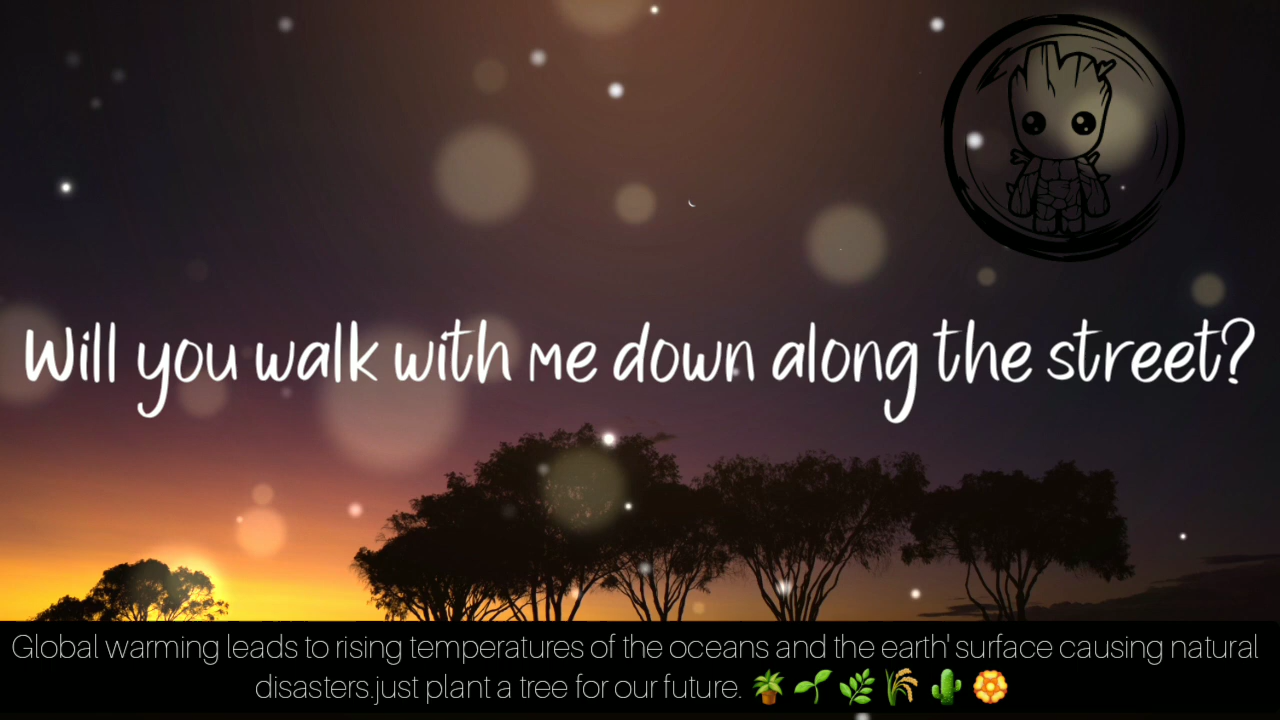 Will you walk with me down along the street?
Global warming leads to rising temperatures of the oceans and the earth' surface causing natural
disasters.just plant a tree for our future. 🪴 🌱 🌿 🌾 🌵 🏵️